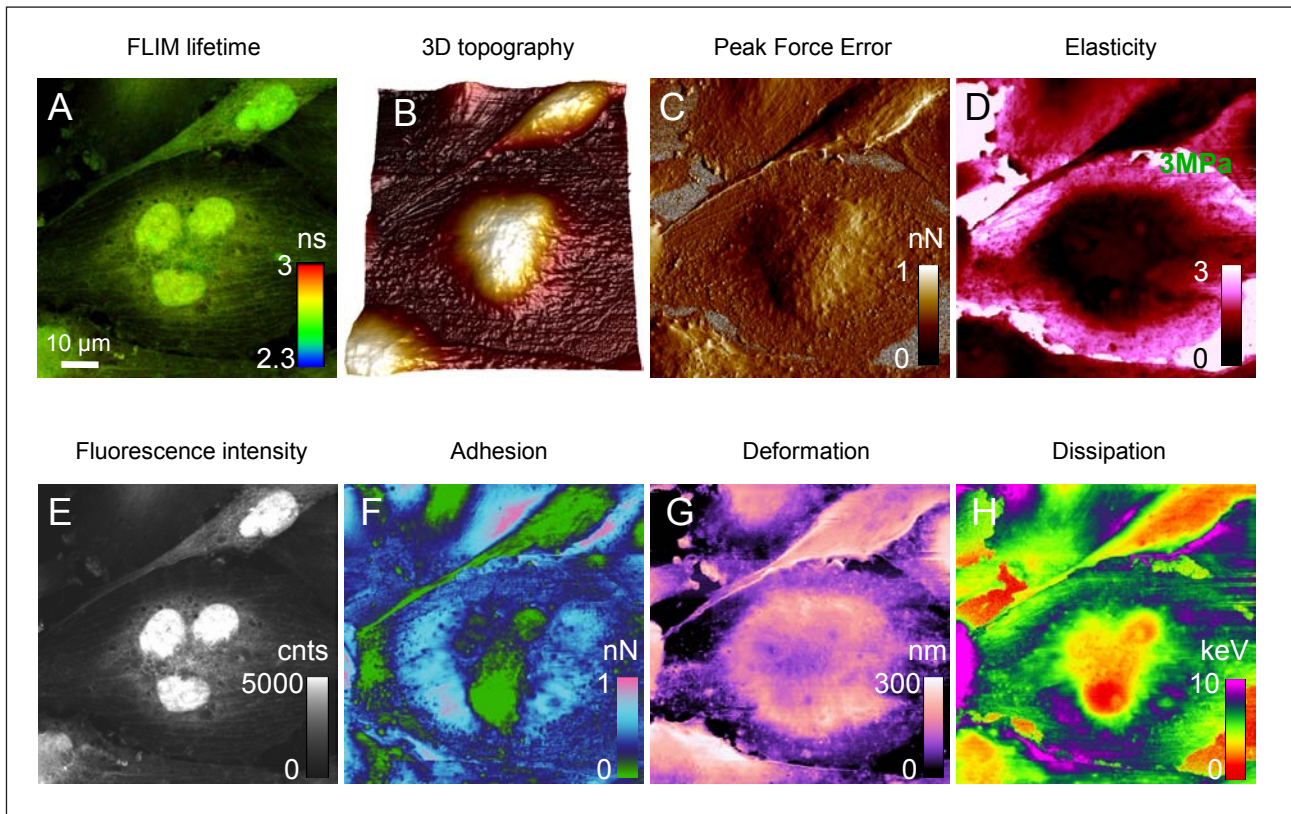 FLIM lifetime
3D topography
Peak Force Error
Elasticity
A
ns
3
2.3
10 µm
B
C
nN
1
0
D
3MPa
3
0
Fluorescence intensity
Adhesion
Deformation
Dissipation
E
cnts
5000
0
F
nN
1
0
G
nm
300
0
H
keV
10
0